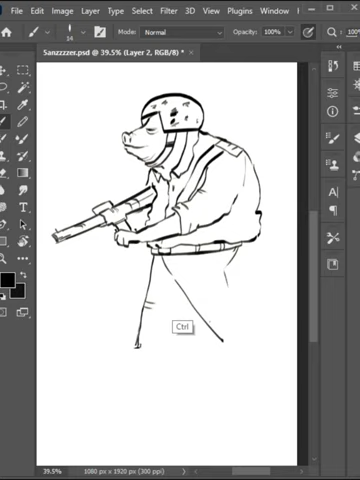 File Edit Image Layer Type Select Filter 3D View Plugins Window
14 Mode: Normal Opacity: 100%
Sanzzzzer.psd @ 39.5% (Layer 2, RGB/8) * ×
Ctrl
39.5% 1080 px x 1920 px (300 ppi)